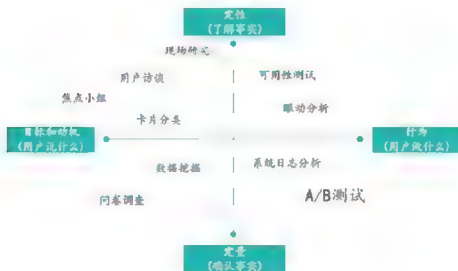 定性
(了解事实)
现场研究
用户访谈
可用性测试
焦点小组
眼动分析
卡片分类
目标和动机
(用户说什么)
行为
(用户做什么)
数据挖掘
系统日志分析
问卷调查
A/B测试
定量
(确认事实)